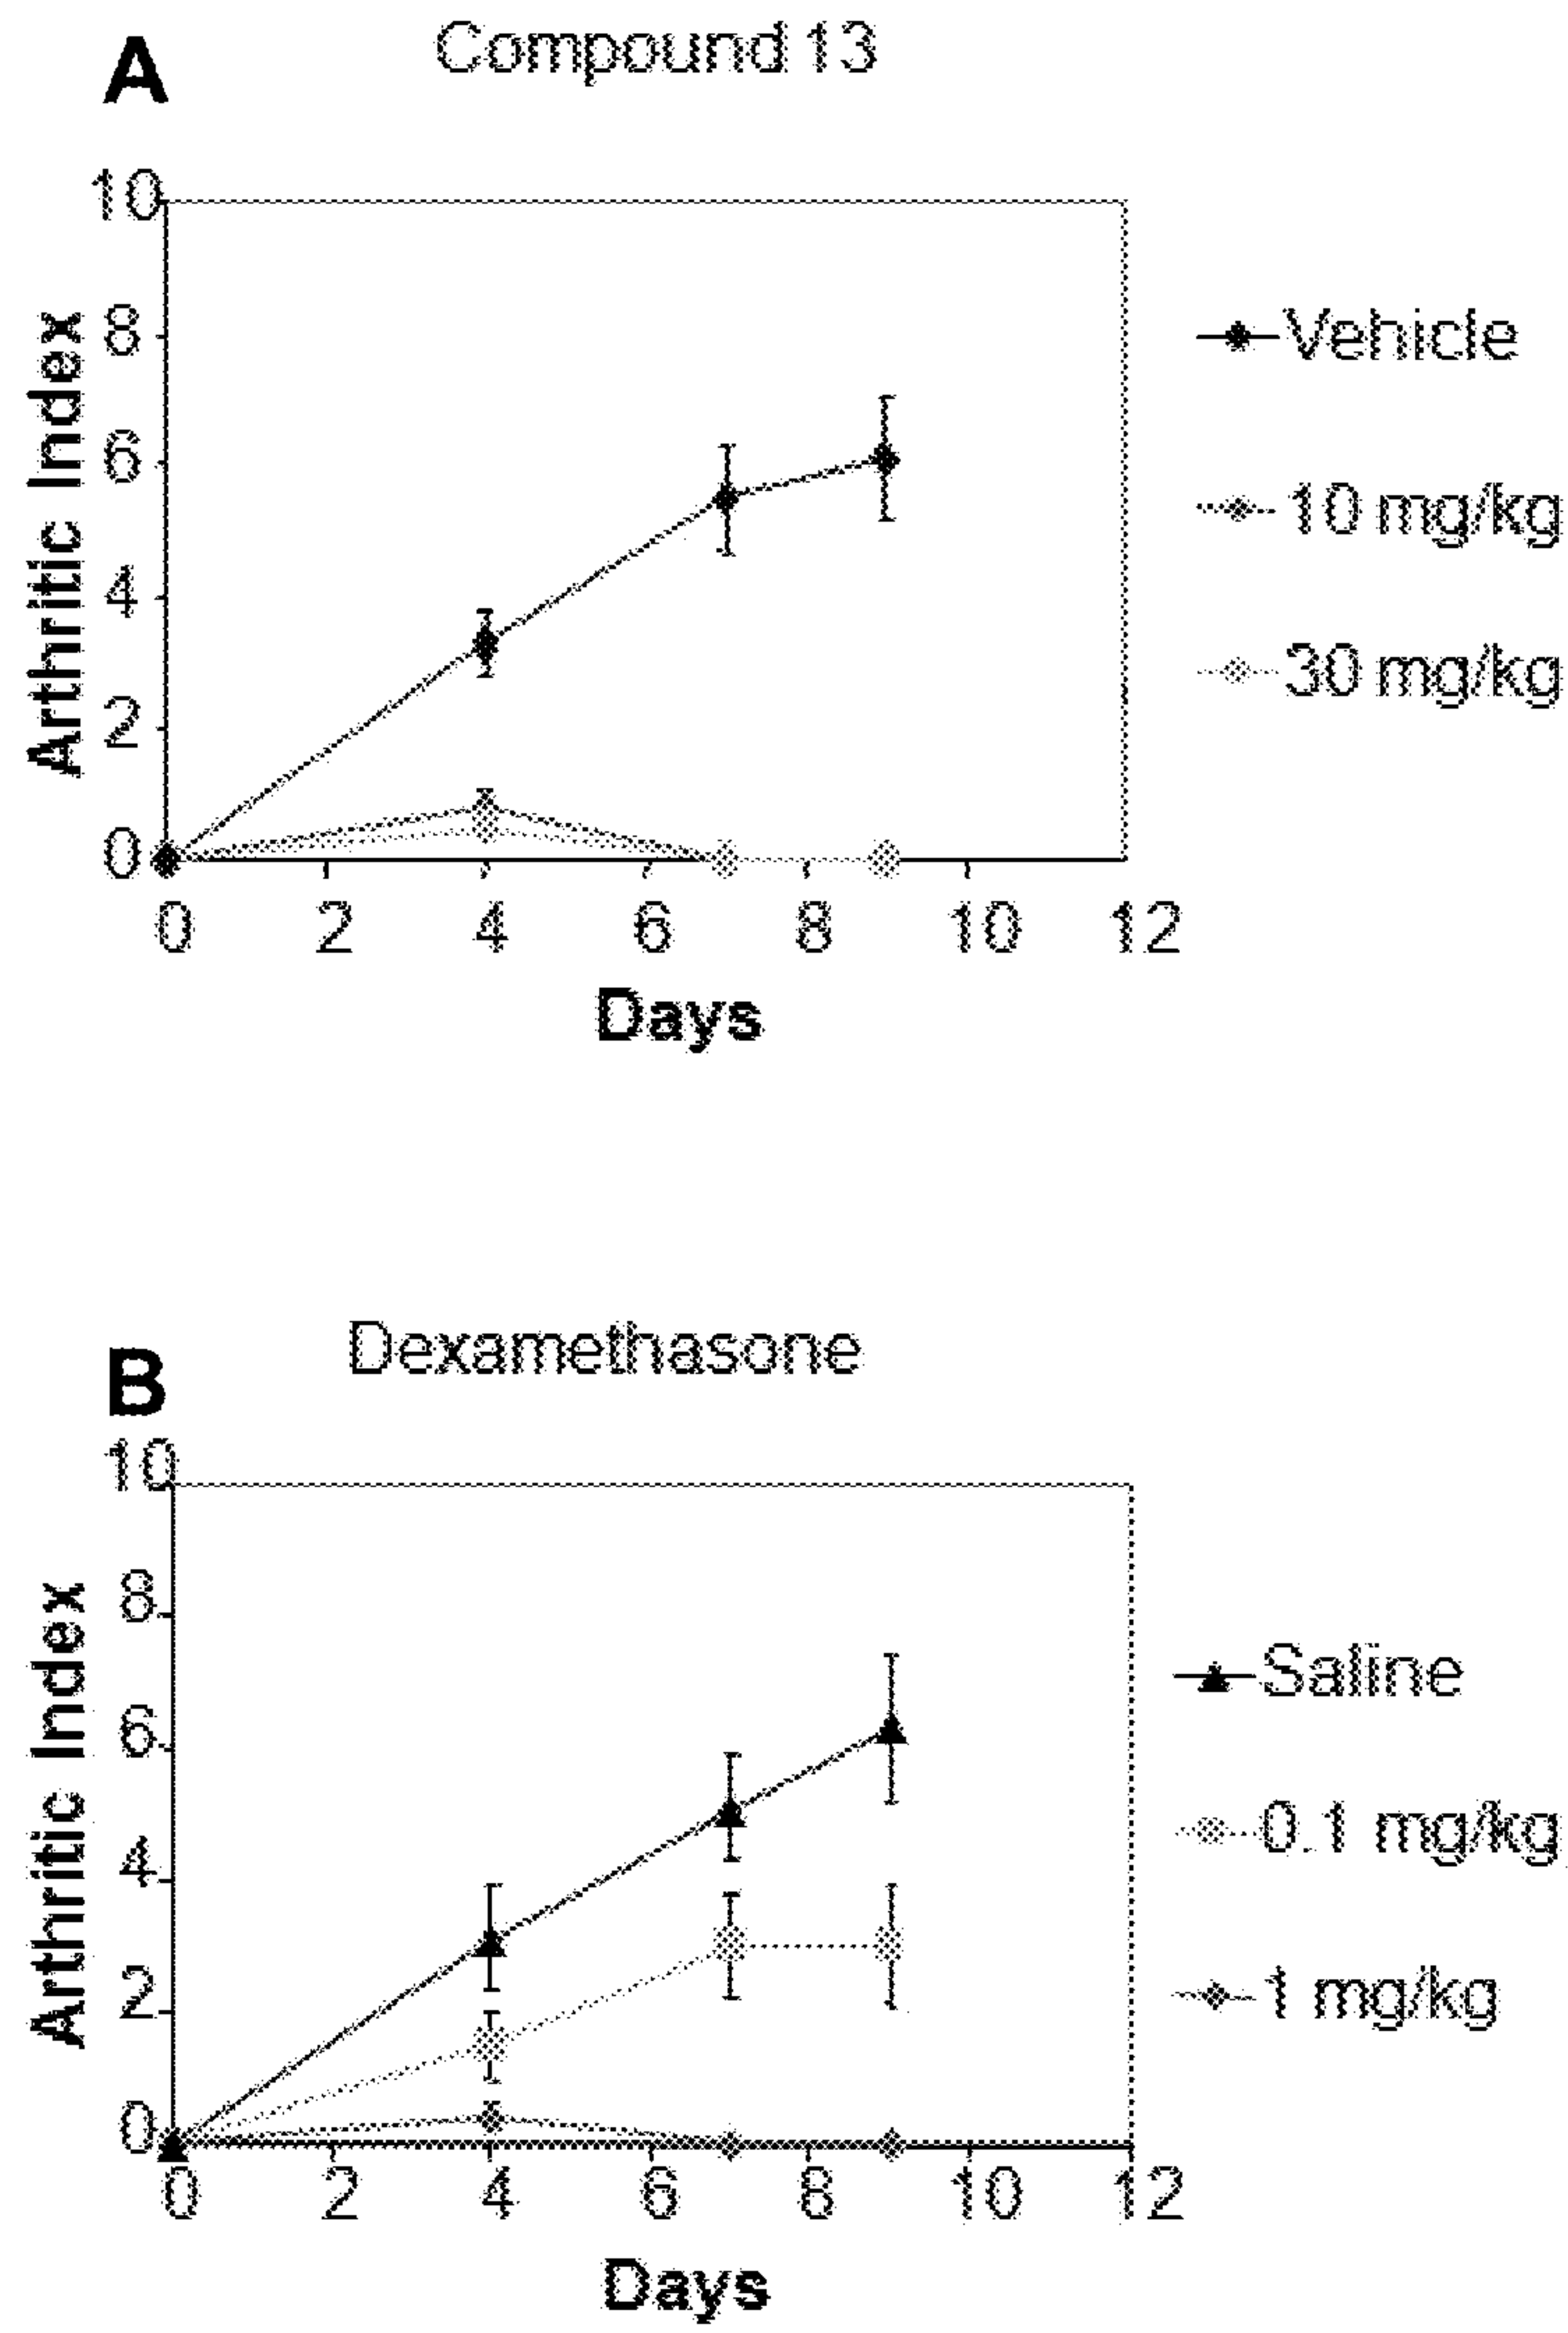 A
Compound 13
10
8
6
4
2
0
Arthritic Index
0 2 4 6 8 10 12
Days
Vehicle
10 mg/kg
30 mg/kg
B
Dexamethasone
10
8
6
4
2
0
Arthritic Index
0 2 4 6 8 10 12
Days
Saline
0.1 mg/kg
1 mg/kg